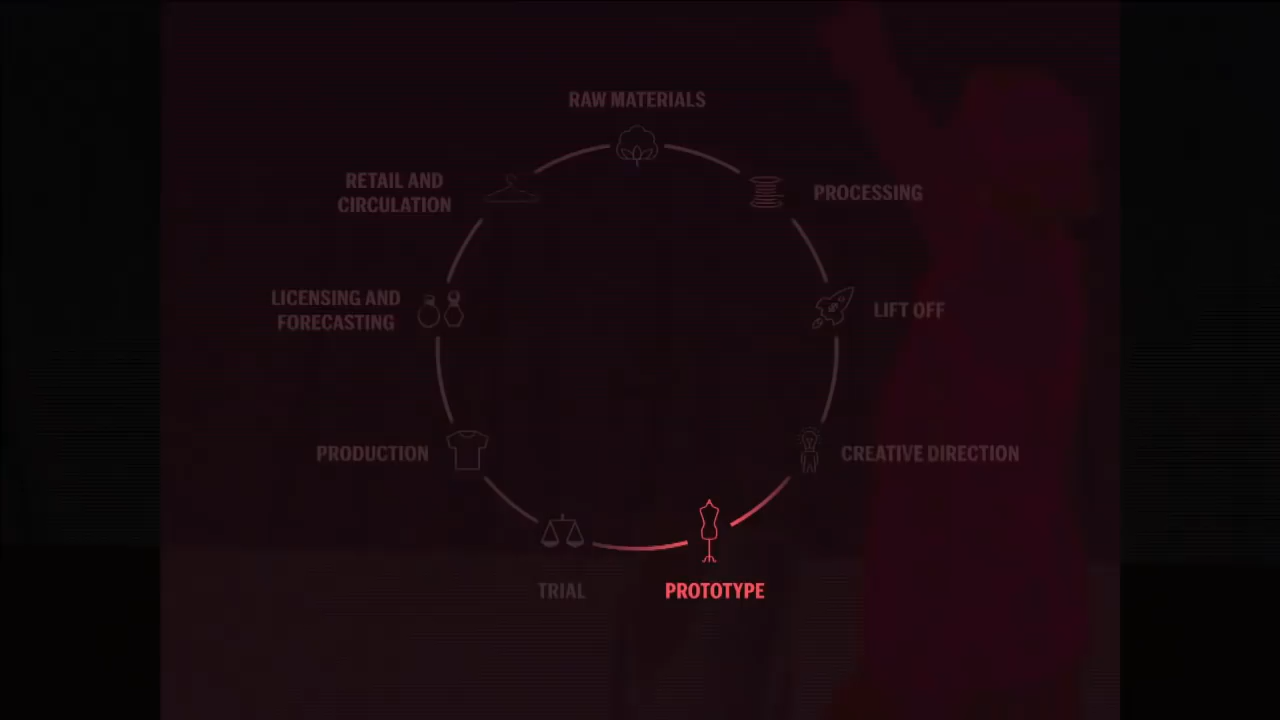 RAW MATERIALS
PROCESSING
LIFT OFF
CREATIVE DIRECTION
PROTOTYPE
TRIAL
PRODUCTION
LICENSING AND
FORECASTING
RETAIL AND
CIRCULATION